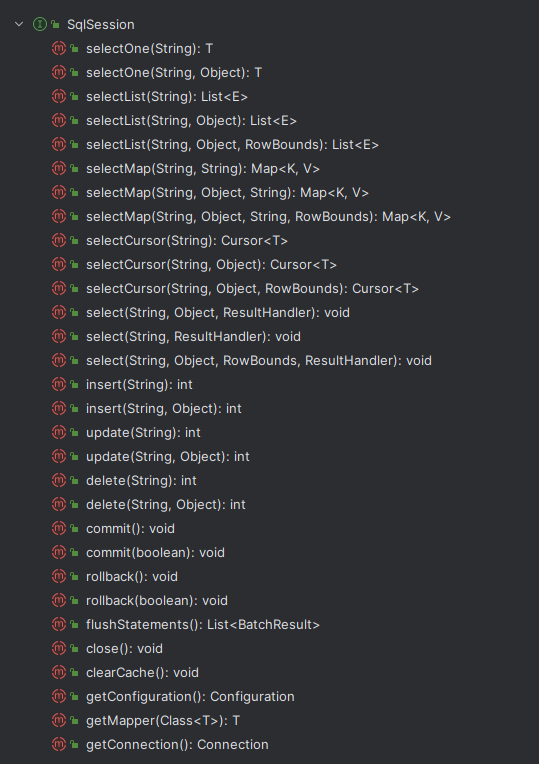 SqlSession
selectOne(String): T
selectOne(String, Object): T
selectList(String): List<E>
selectList(String, Object): List<E>
selectList(String, Object, RowBounds): List<E>
selectMap(String, String): Map<K, V>
selectMap(String, Object, String): Map<K, V>
selectMap(String, Object, String, RowBounds): Map<K, V>
selectCursor(String): Cursor<T>
selectCursor(String, Object): Cursor<T>
selectCursor(String, Object, RowBounds): Cursor<T>
select(String, Object, ResultHandler): void
select(String, ResultHandler): void
select(String, Object, RowBounds, ResultHandler): void
insert(String): int
insert(String, Object): int
update(String): int
update(String, Object): int
delete(String): int
delete(String, Object): int
commit(): void
commit(boolean): void
rollback(): void
rollback(boolean): void
flushStatements(): List<BatchResult>
close(): void
clearCache(): void
getConfiguration(): Configuration
getMapper(Class<T>): T
getConnection(): Connection